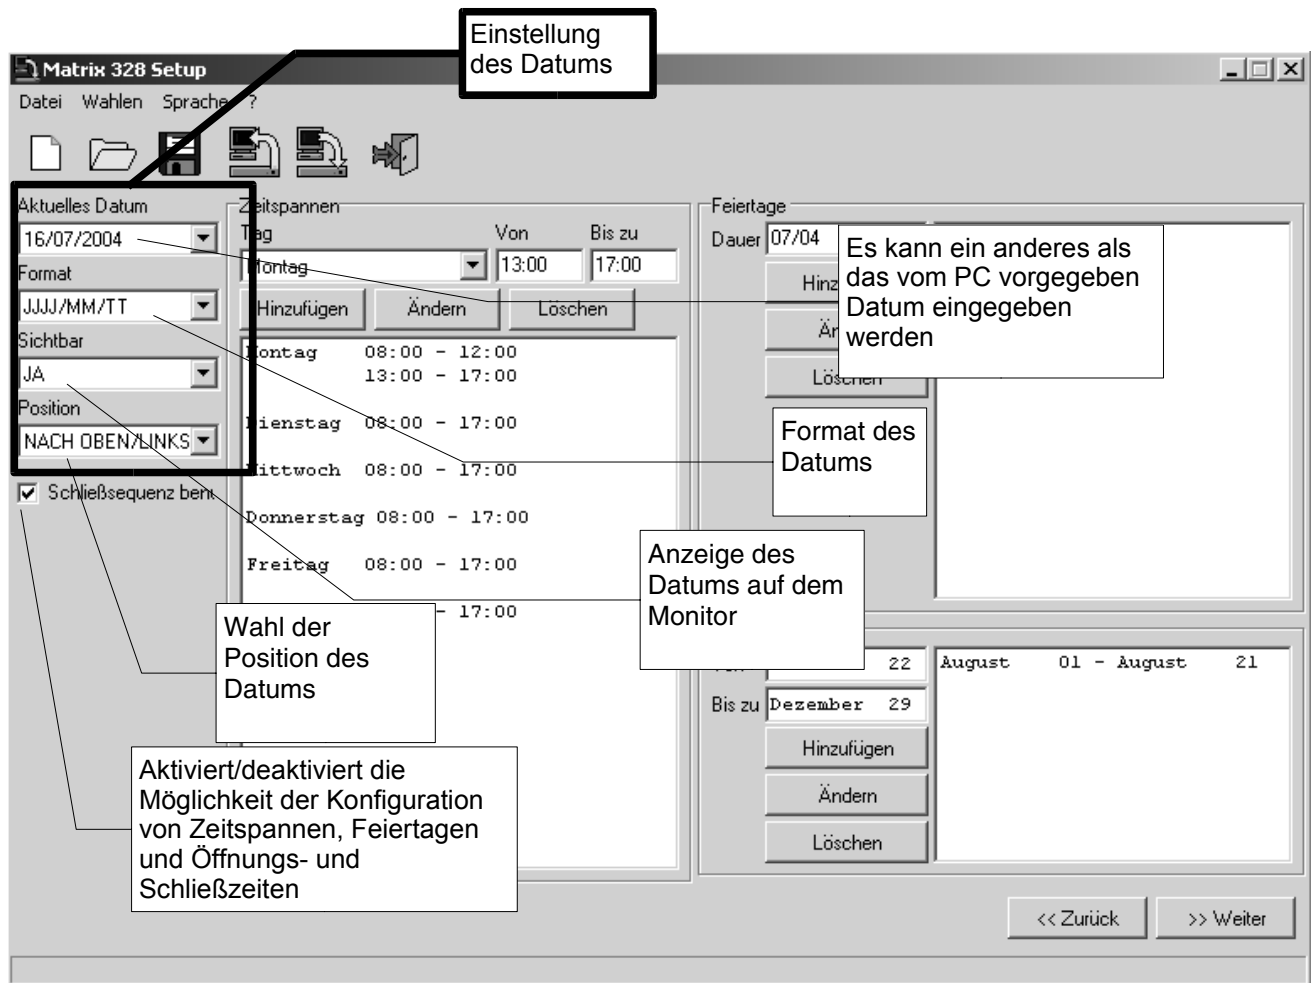 Einstellung
des Datums
Matrix 328 Setup
Datei Wahlen Sprache ?
Aktuelles Datum
16/07/2004
Format
JJJJ/MM/TT
Sichtbar
JA
Position
NACH OBEN/LINKS
Schließsequenz ben
Zeitspannen
Tag Von Bis zu
Montag 13:00 17:00
Hinzufügen Ändern Löschen
Montag 08:00 - 12:00
13:00 - 17:00
Dienstag 08:00 - 17:00
Mittwoch 08:00 - 17:00
Donnerstag 08:00 - 17:00
Freitag 08:00 - 17:00
- 17:00
Feiertage
Dauer 07/04
Hinz
Än
Löschen
Es kann ein anderes als
das vom PC vorgegeben
Datum eingegeben
werden
Format des
Datums
Anzeige des
Datums auf dem
Monitor
Wahl der
Position des
Datums
Aktiviert/deaktiviert die
Möglichkeit der Konfiguration
von Zeitspannen, Feiertagen
und Öffnungs- und
Schließzeiten
22
Bis zu Dezember 29
Hinzufügen
Ändern
Löschen
August 01 - August 21
<< Zurück >> Weiter